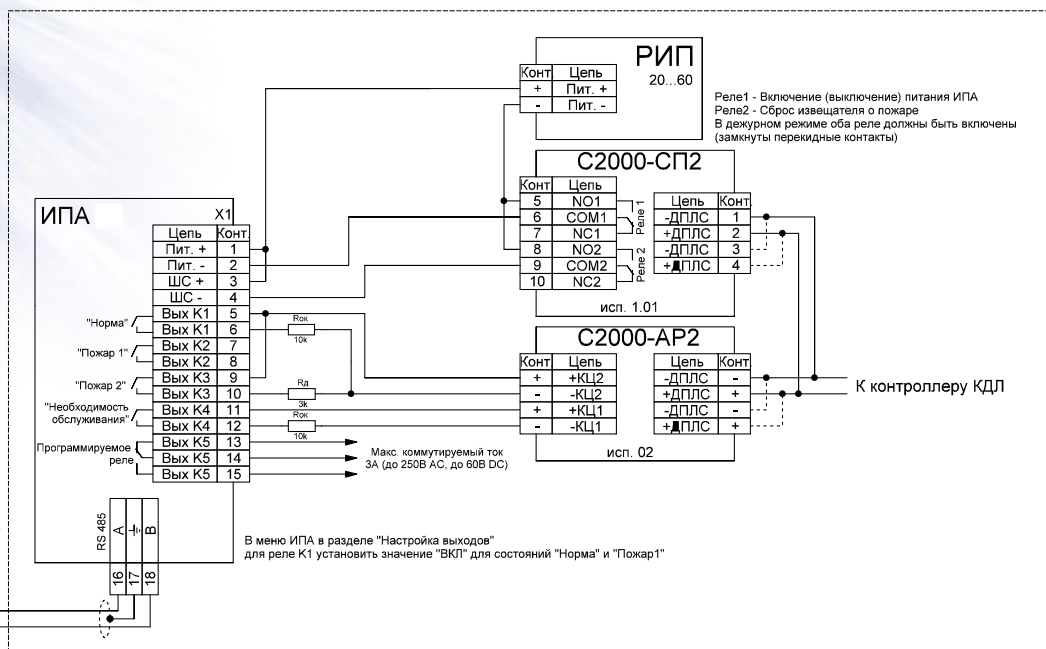 РИП
20...60
Конт Цепь
+ Пит. +
- Пит. -
Реле1 - Включение (выключение) питания ИПА
Реле2 - Сброс извещателя о пожаре
В дежурном режиме оба реле должны быть включены
(замкнуты перекидные контакты)
С2000-СП2
Конт Цепь
5 NO1
6 COM1
7 NC1
8 NO2
9 COM2
10 NC2
Реле 1
Реле 2
Цепь Конт
-ДПЛС 1
+ДПЛС 2
-ДПЛС 3
+ДПЛС 4
исп. 1.01
ИПА
X1
Цепь Конт.
Пит. + 1
Пит. - 2
ШС + 3
ШС - 4
Вых К1 5
Вых К1 6
Вых К2 7
Вых К2 8
Вых К3 9
Вых К3 10
Вых К4 11
Вых К4 12
Вых К5 13
Вых К5 14
Вых К5 15
"Норма"
"Пожар 1"
"Пожар 2"
"Необходимость
обслуживания"
Программируемое
реле
Rок
10k
Rд
3k
Rок
10k
С2000-АР2
Конт Цепь
+ +КЦ2
- -КЦ2
+ +КЦ1
- -КЦ1
Цепь Конт
-ДПЛС -
+ДПЛС +
-ДПЛС -
+ДПЛС +
исп. 02
К контроллеру КДЛ
Макс. коммутируемый ток
3А (до 250В AC, до 60В DC)
RS 485
A
B
16 17 18
В меню ИПА в разделе "Настройка выходов"
для реле К1 установить значение "ВКЛ" для состояний "Норма" и "Пожар1"